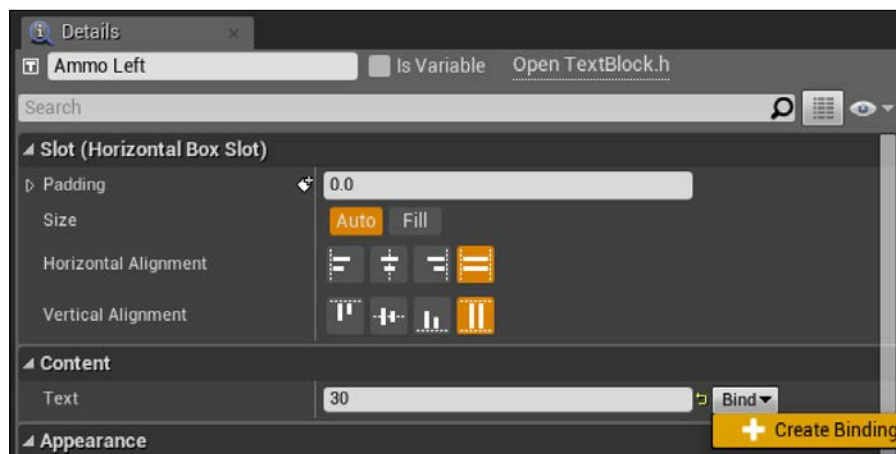 Details
Ammo Left Is Variable Open TextBlock.h
Search
Slot (Horizontal Box Slot)
Padding 0.0
Size Auto Fill
Horizontal Alignment
Vertical Alignment
Content
Text 30 Bind
Create Binding
Appearance